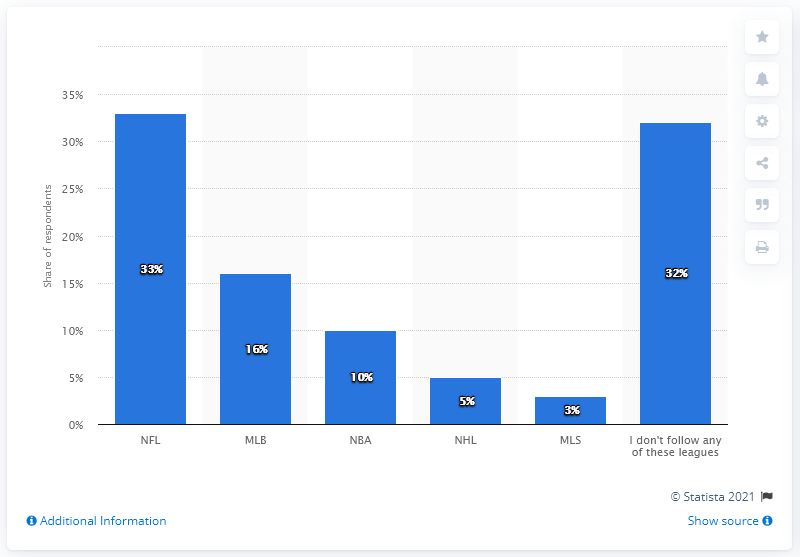 35%
30%
25%
20%
15%
10%
5%
0%
Share of respondents
33%
16%
10%
5%
3%
32%
NFL
MLB
NBA
NHL
MLS
I don't follow any
of these leagues
© Statista 2021
Additional Information
Show source